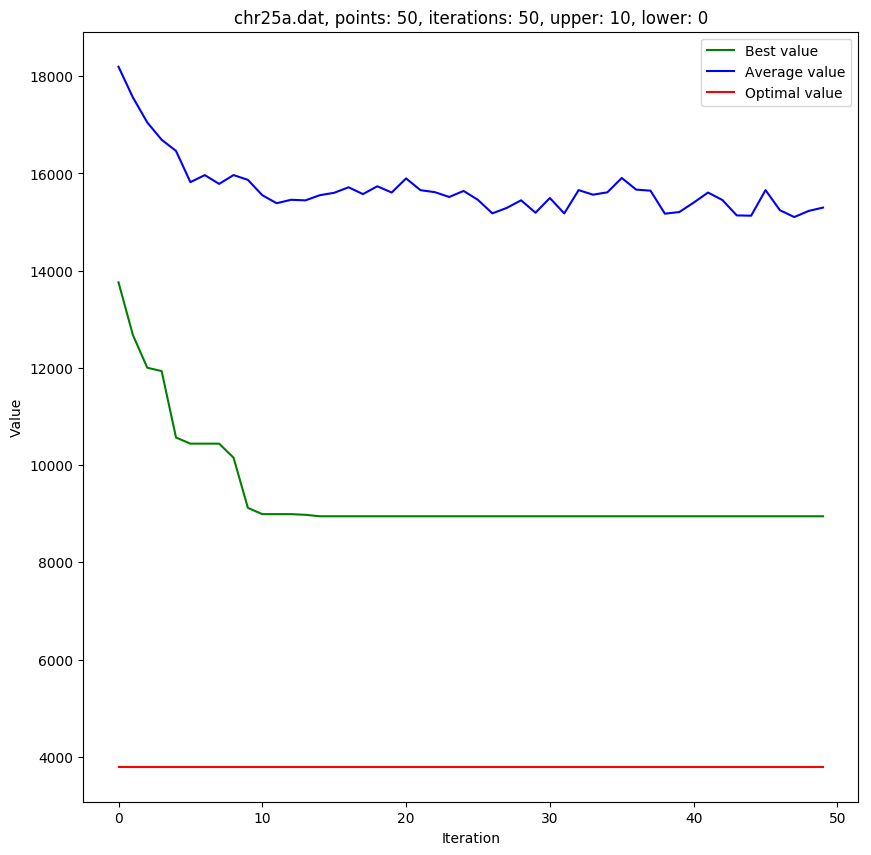 chr25a.dat, points: 50, iterations: 50, upper: 10, lower: 0
Best value
Average value
Optimal value
18000
16000
14000
12000
10000
8000
6000
4000
Value
0 10 20 30 40 50
Iteration